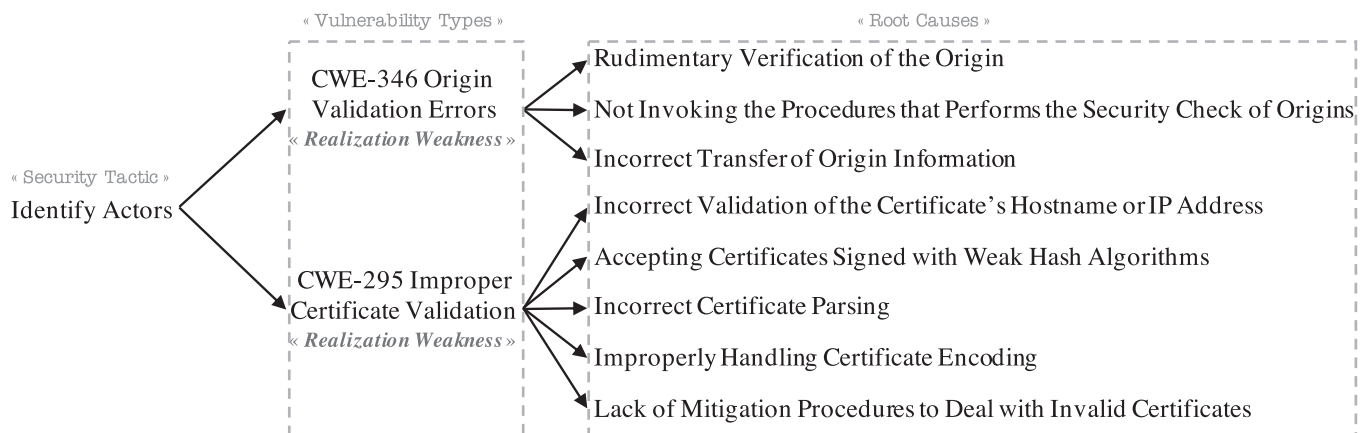 « Vulnerability Types »
« Root Causes »
« Security Tactic »
Identify Actors
CWE-346 Origin
Validation Errors
« Realization Weakness »
CWE-295 Improper
Certificate Validation
« Realization Weakness »
Rudimentary Verification of the Origin
Not Invoking the Procedures that Performs the Security Check of Origins
Incorrect Transfer of Origin Information
Incorrect Validation of the Certificate's Hostname or IP Address
Accepting Certificates Signed with Weak Hash Algorithms
Incorrect Certificate Parsing
Improperly Handling Certificate Encoding
Lack of Mitigation Procedures to Deal with Invalid Certificates